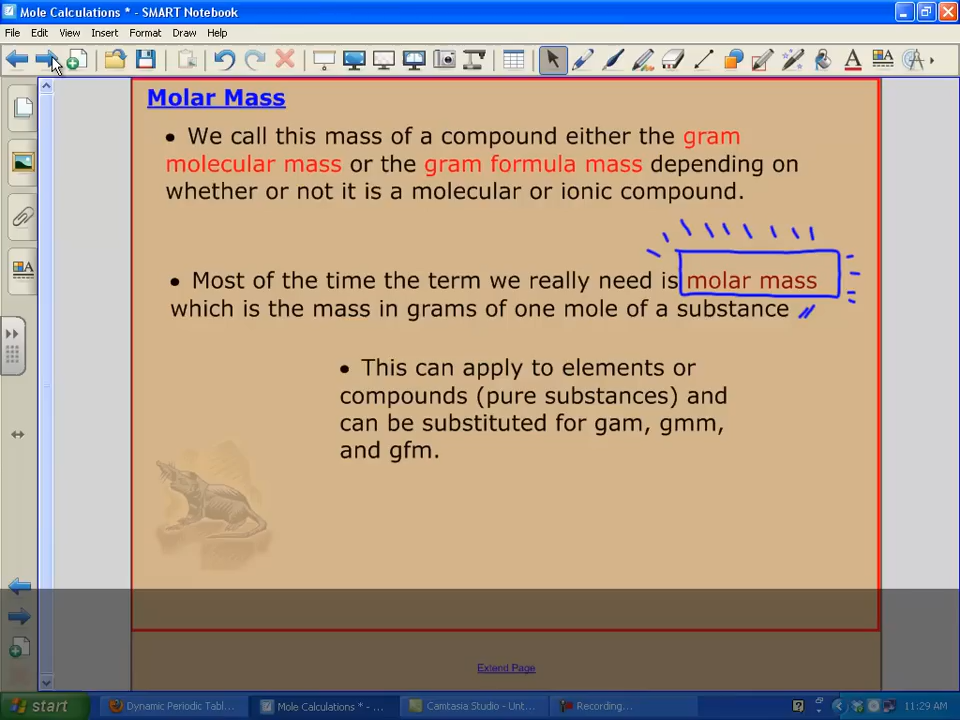 Mole Calculations * - SMART Notebook
File Edit View Insert Format Draw Help
Molar Mass
• We call this mass of a compound either the gram
molecular mass or the gram formula mass depending on
whether or not it is a molecular or ionic compound.
• Most of the time the term we really need is molar mass
which is the mass in grams of one mole of a substance
• This can apply to elements or
compounds (pure substances) and
can be substituted for gam, gmm,
and gfm.
Extend Page
start Dynamic Periodic Tabl... Mole Calculations * - ... Camtasia Studio - Unt... Recording... 11:29 AM